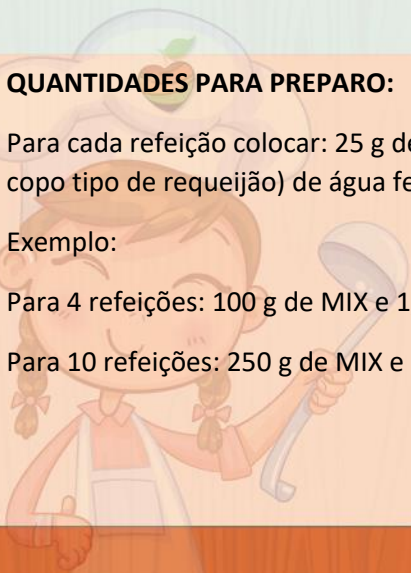 QUANTIDADES PARA PREPARO:
Para cada refeição colocar: 25 g de
copo tipo de requeijão) de água fe
Exemplo:
Para 4 refeições: 100 g de MIX e 1
Para 10 refeições: 250 g de MIX e